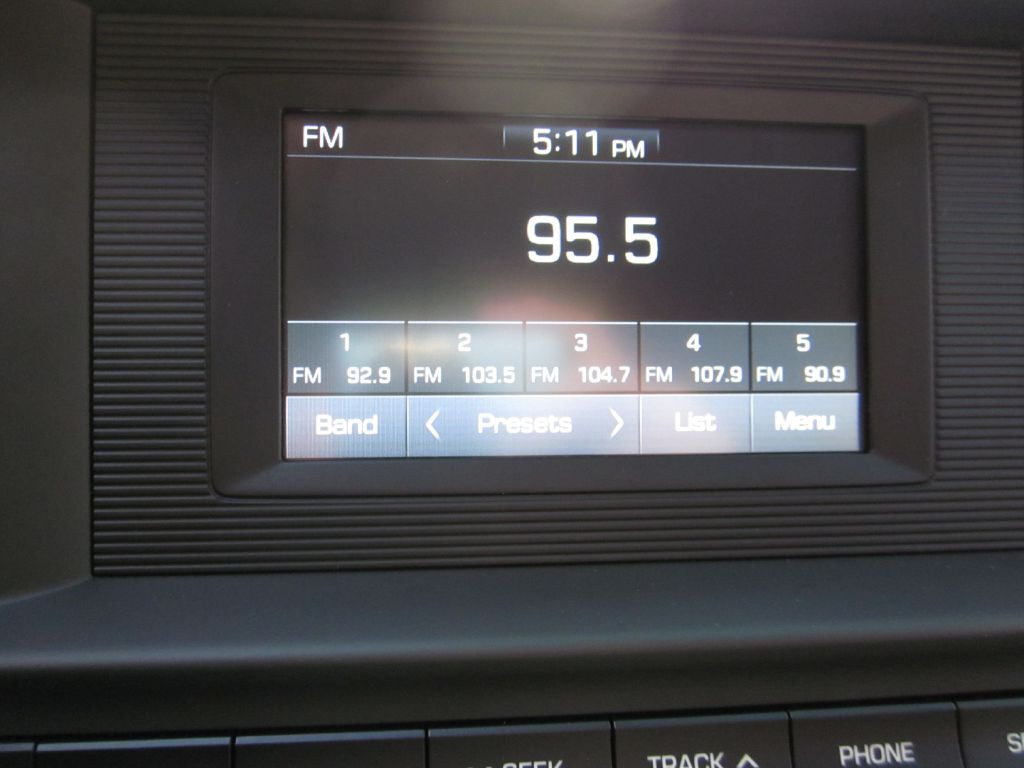 FM 5:11 PM
95.5
1 2 3 4 5
FM 92.9 FM 103.5 FM 104.7 FM 107.9 FM 90.9
Band < Presets > List Menu
SEEK TRACK PHONE